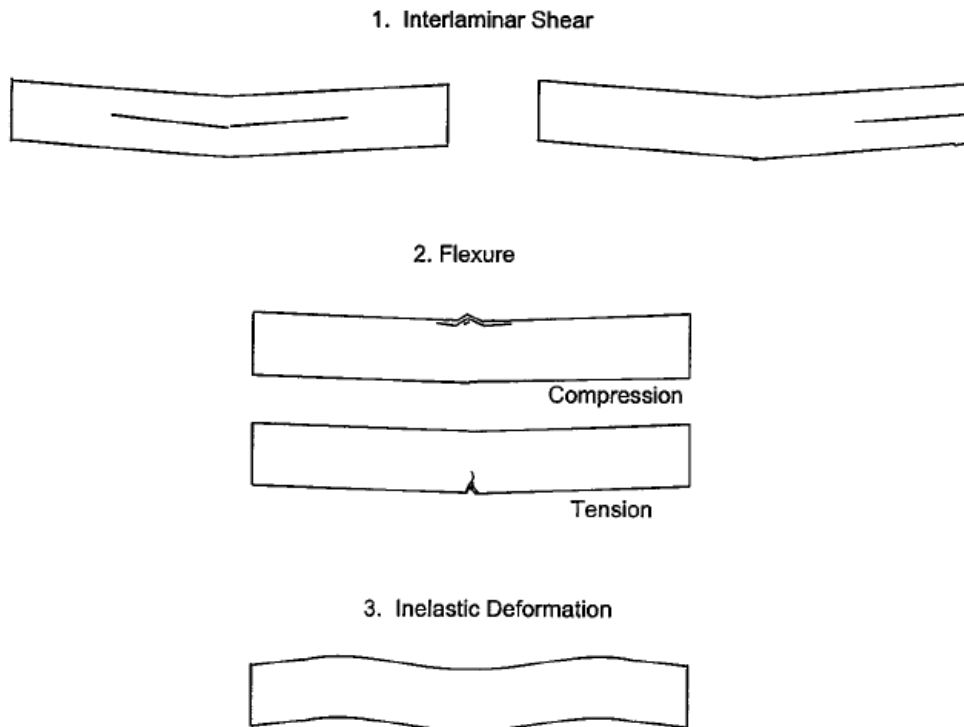 1. Interlaminar Shear
2. Flexure
Compression
Tension
3. Inelastic Deformation